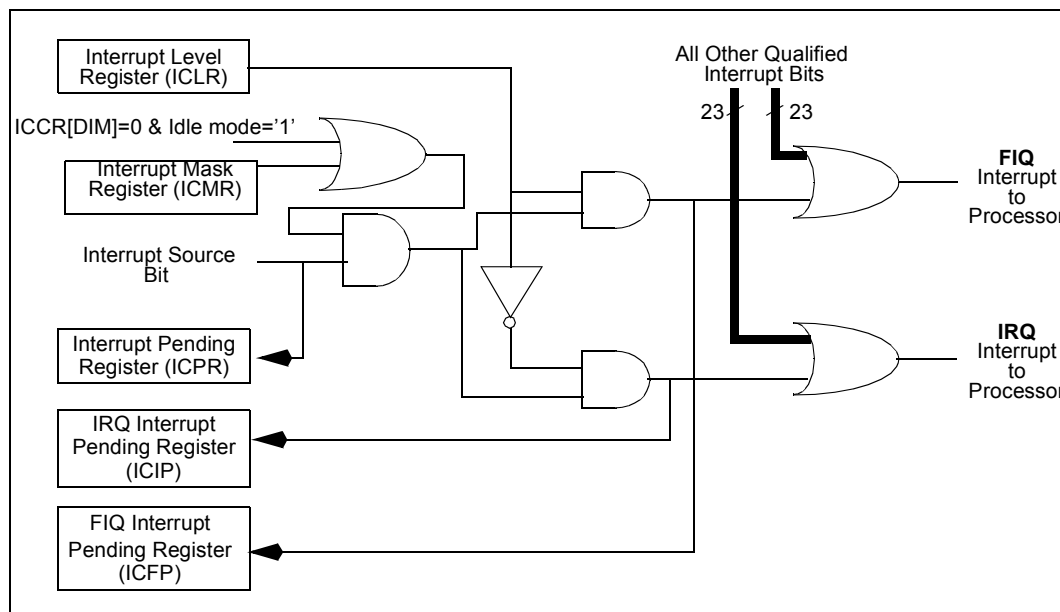 Interrupt Level
Register (ICLR)
All Other Qualified
Interrupt Bits
23
23
ICCR[DIM]=0 & Idle mode='1'
Interrupt Mask
Register (ICMR)
FIQ
Interrupt
to
Processor
Interrupt Source
Bit
Interrupt Pending
Register (ICPR)
IRQ
Interrupt
to
Processor
IRQ Interrupt
Pending Register
(ICIP)
FIQ Interrupt
Pending Register
(ICFP)